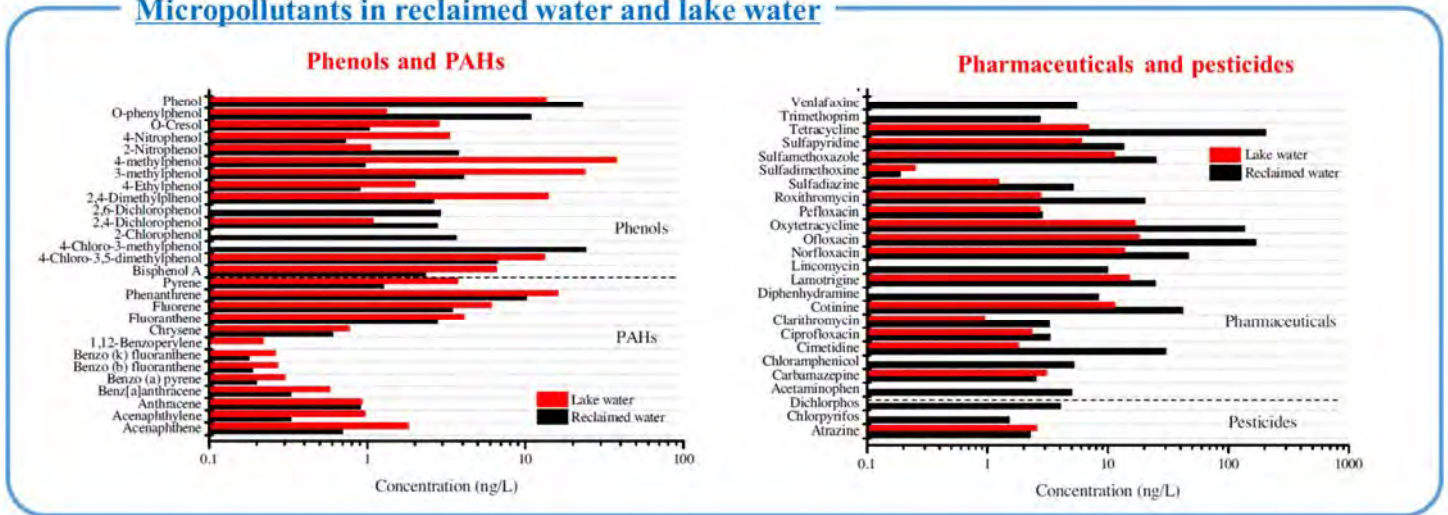 Micropollutants in reclaimed water and lake water
Phenols and PAHs
Phenol
O-phenylphenol
O-Cresol
4-Nitrophenol
2-Nitrophenol
4-methylphenol
3-methylphenol
4-Ethylphenol
2,4-Dimethylplhenol
2,6-Dichlorophenol
2,4-Dichlorophenol
2-Chlorophenol
4-Chloro-3-methylphenol
4-Chloro-3,5-dimethylphenol
Bisphenol A
Pyrene
Phenanthrene
Fluorene
Fluoranthene
Chrysene
1,12-Benzoperylene
Benzo (k) fluoranthene
Benzo (b) fluoranthene
Benzo (a) pyrene
Benz[a]anthracene
Anthracene
Acenaphthylene
Acenaphthene
Phenols
PAHs
Lake water
Reclaimed water
0.1 1 10 100
Concentration (ng/L)
Pharmaceuticals and pesticides
Venlafaxine
Trimethoprim
Tetracycline
Sulfapyridine
Sulfamethoxazole
Sulfadimethoxine
Sulfadiazine
Roxithromycin
Pefloxacin
Oxytetracycline
Ofloxacin
Norfloxacin
Lincomycin
Lamotrigine
Diphenhydramine
Cotinine
Clarithromycin
Ciprofloxacin
Cimetidine
Chloramphenicol
Carbamazepine
Acetaminophen
Dichlorphos
Chlorpyrifos
Atrazine
Lake water
Reclaimed water
Pharmaceuticals
Pesticides
0.1 1 10 100 1000
Concentration (ng/L)